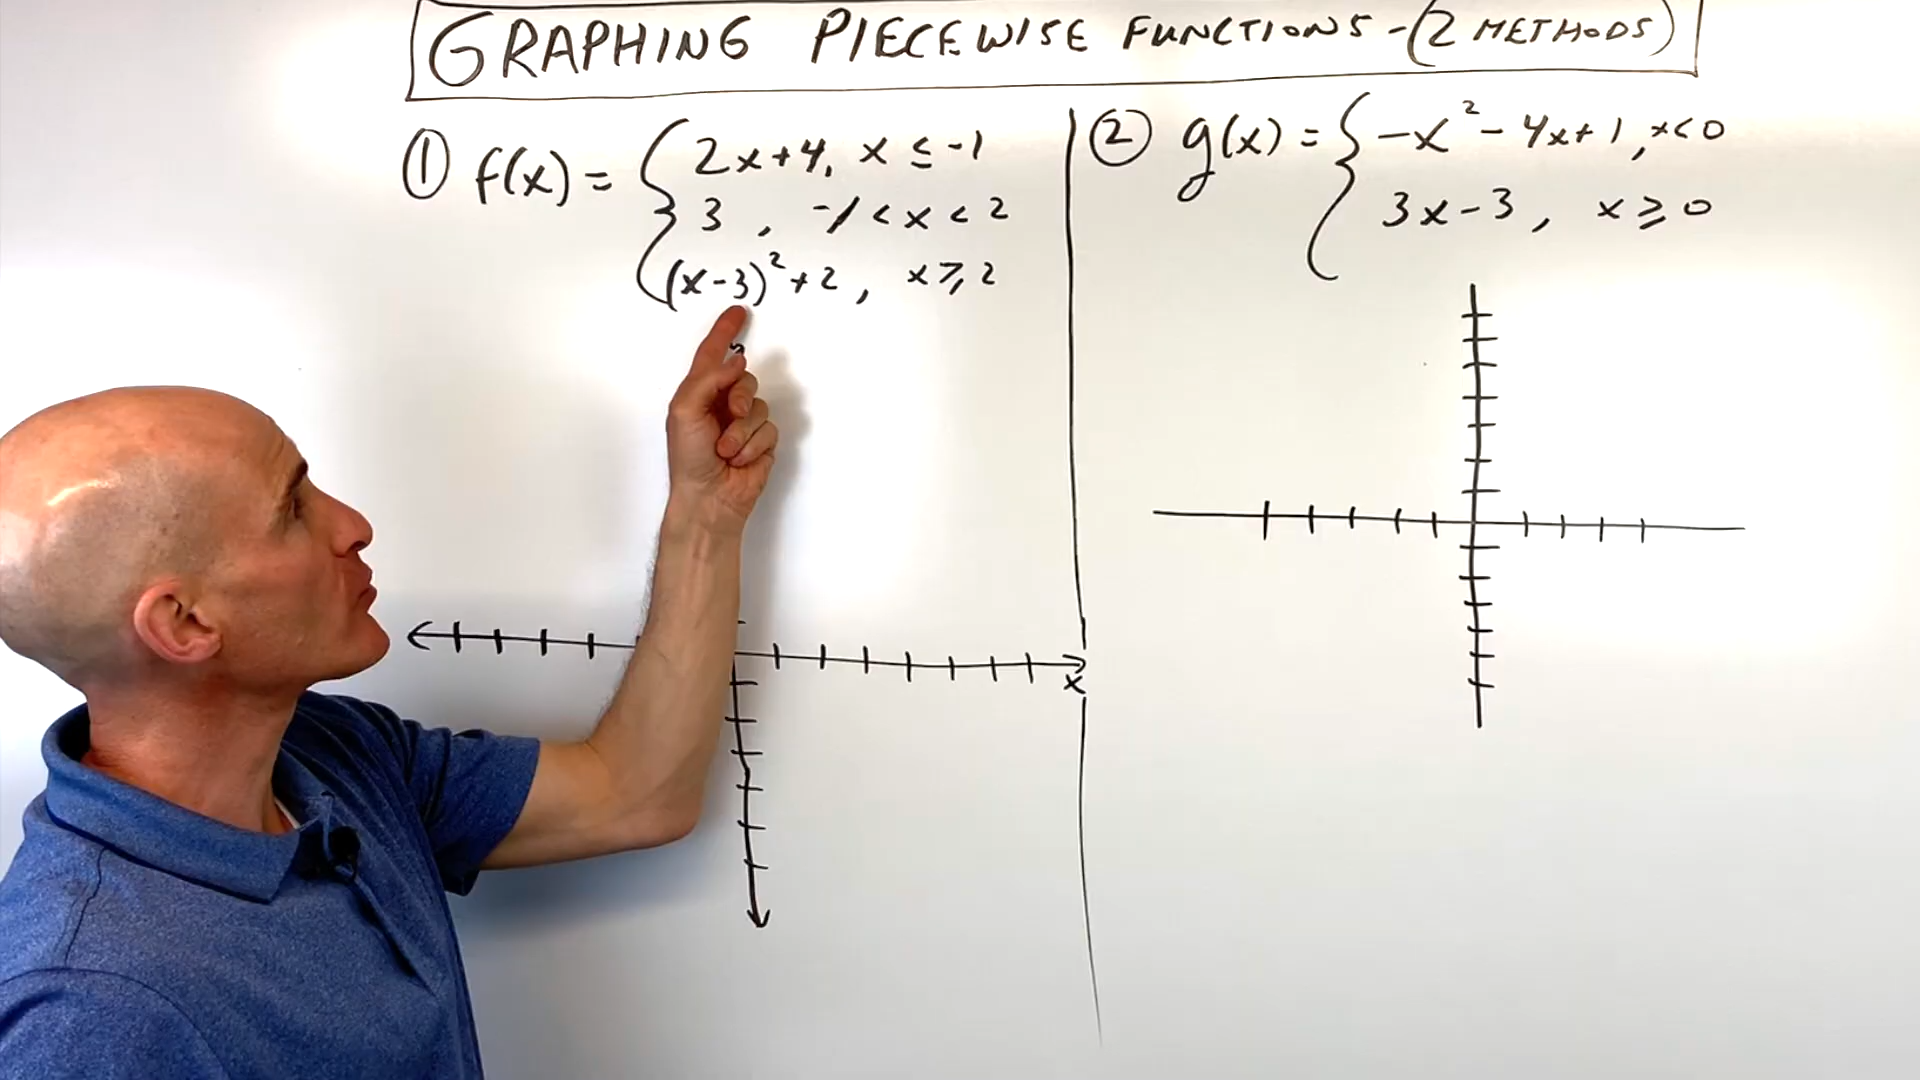 GRAPHING PIECEWISE FUNCTIONS - (2 METHODS)
① f(x) = { 2x+4, x ≤ -1
3, -1 < x < 2
(x-3)² + 2, x ≥ 2
x
② g(x) = { -x² - 4x + 1, x < 0
3x - 3, x ≥ 0